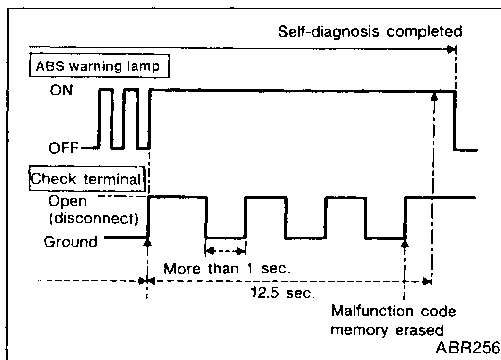 Self-diagnosis completed
ABS warning lamp
ON
OFF
Check terminal
Open
(disconnect)
Ground
More than 1 sec.
12.5 sec.
Malfunction code
memory erased
ABR256